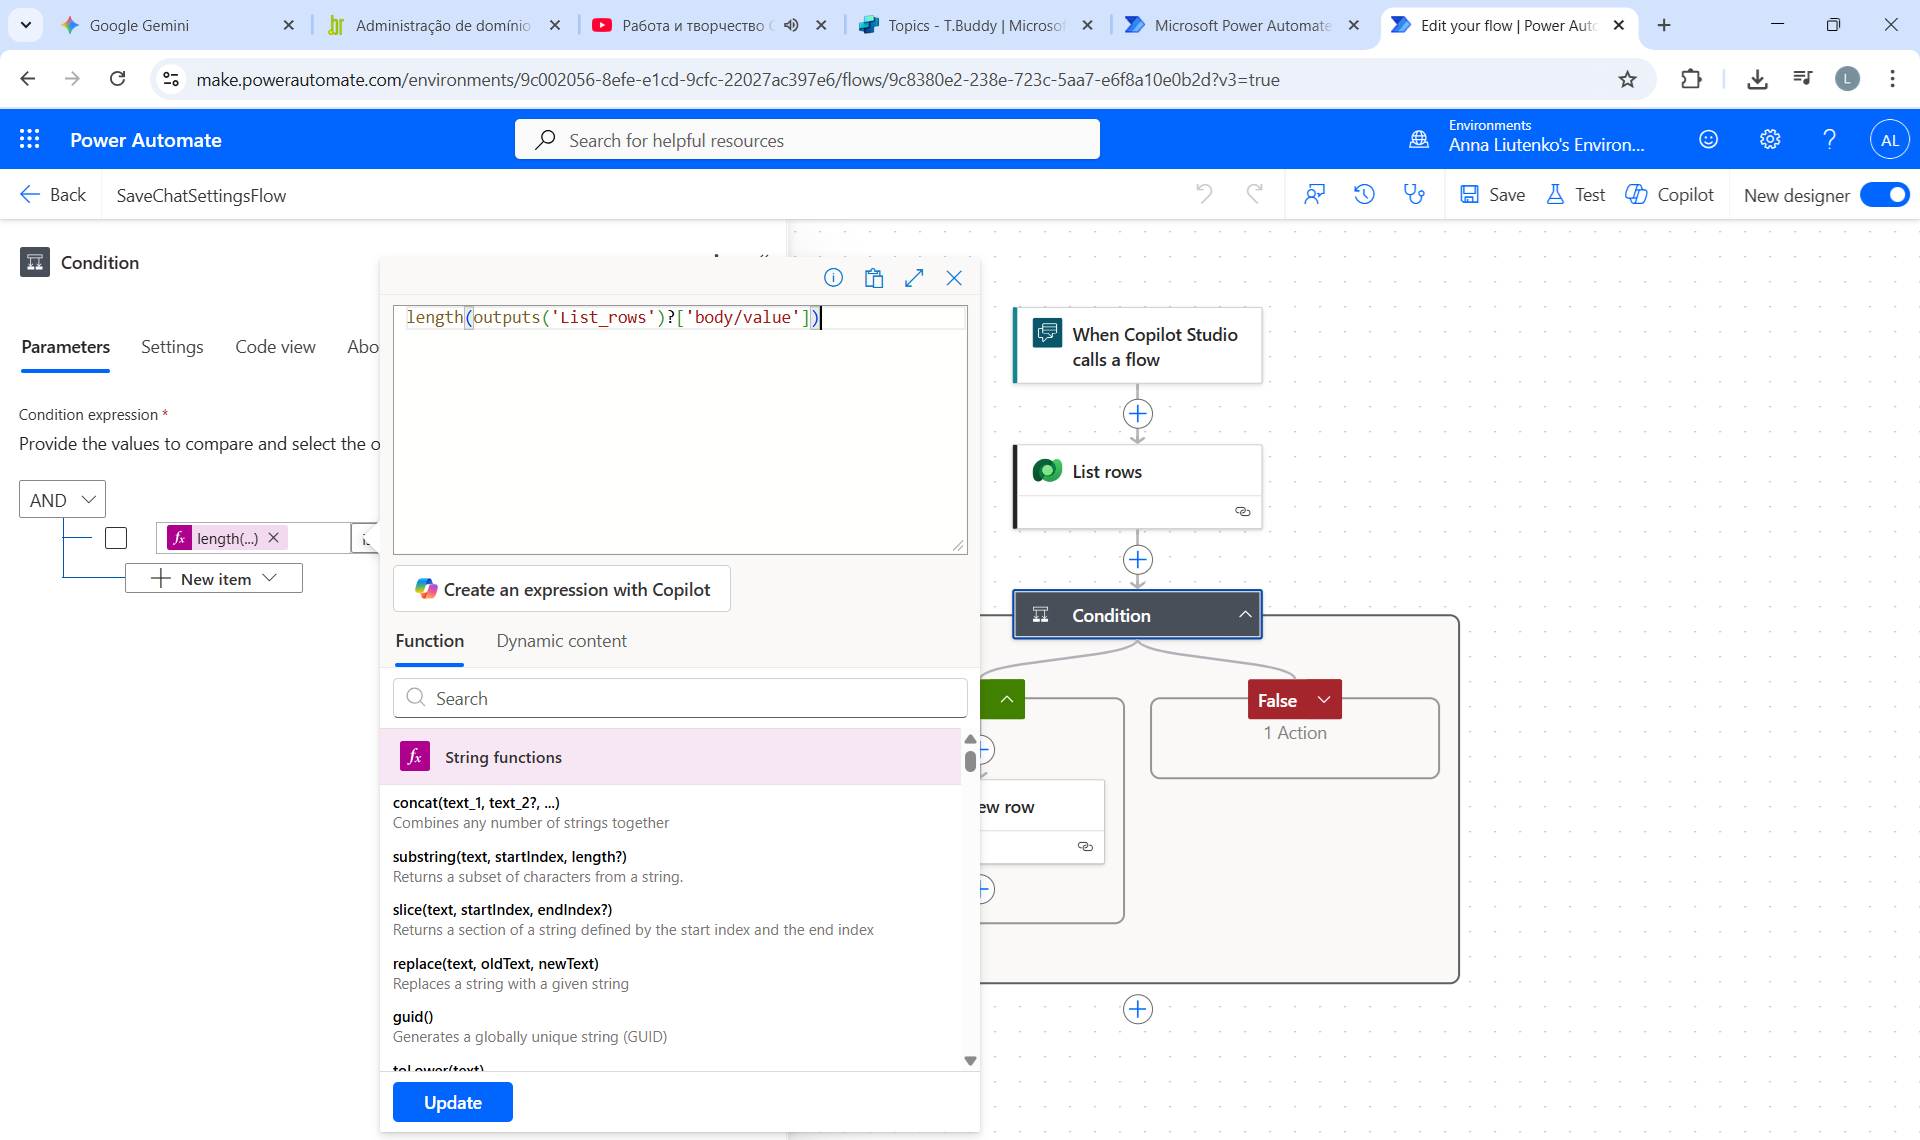 Google Gemini
Administração de domínio
Работа и творчество С
Topics - T.Buddy | Microsof
Microsoft Power Automate
Edit your flow | Power Aut
make.powerautomate.com/environments/9c002056-8efe-e1cd-9cfc-22027ac397e6/flows/9c8380e2-238e-723c-5aa7-e6f8a10e0b2d?v3=true
L
Power Automate
Search for helpful resources
Environments
Anna Liutenko's Environ...
AL
Back
SaveChatSettingsFlow
Save
Test
Copilot
New designer
Condition
Parameters
Settings
Code view
Abo
Condition expression *
Provide the values to compare and select the o
AND
fx length(...)
New item
length(outputs('List_rows')?['body/value'])
Create an expression with Copilot
Function
Dynamic content
Search
fx String functions
concat(text_1, text_2?, ...)
Combines any number of strings together
substring(text, startIndex, length?)
Returns a subset of characters from a string.
slice(text, startIndex, endIndex?)
Returns a section of a string defined by the start index and the end index
replace(text, oldText, newText)
Replaces a string with a given string
guid()
Generates a globally unique string (GUID)
toLower(text)
Update
When Copilot Studio
calls a flow
List rows
Condition
False
1 Action
ew row